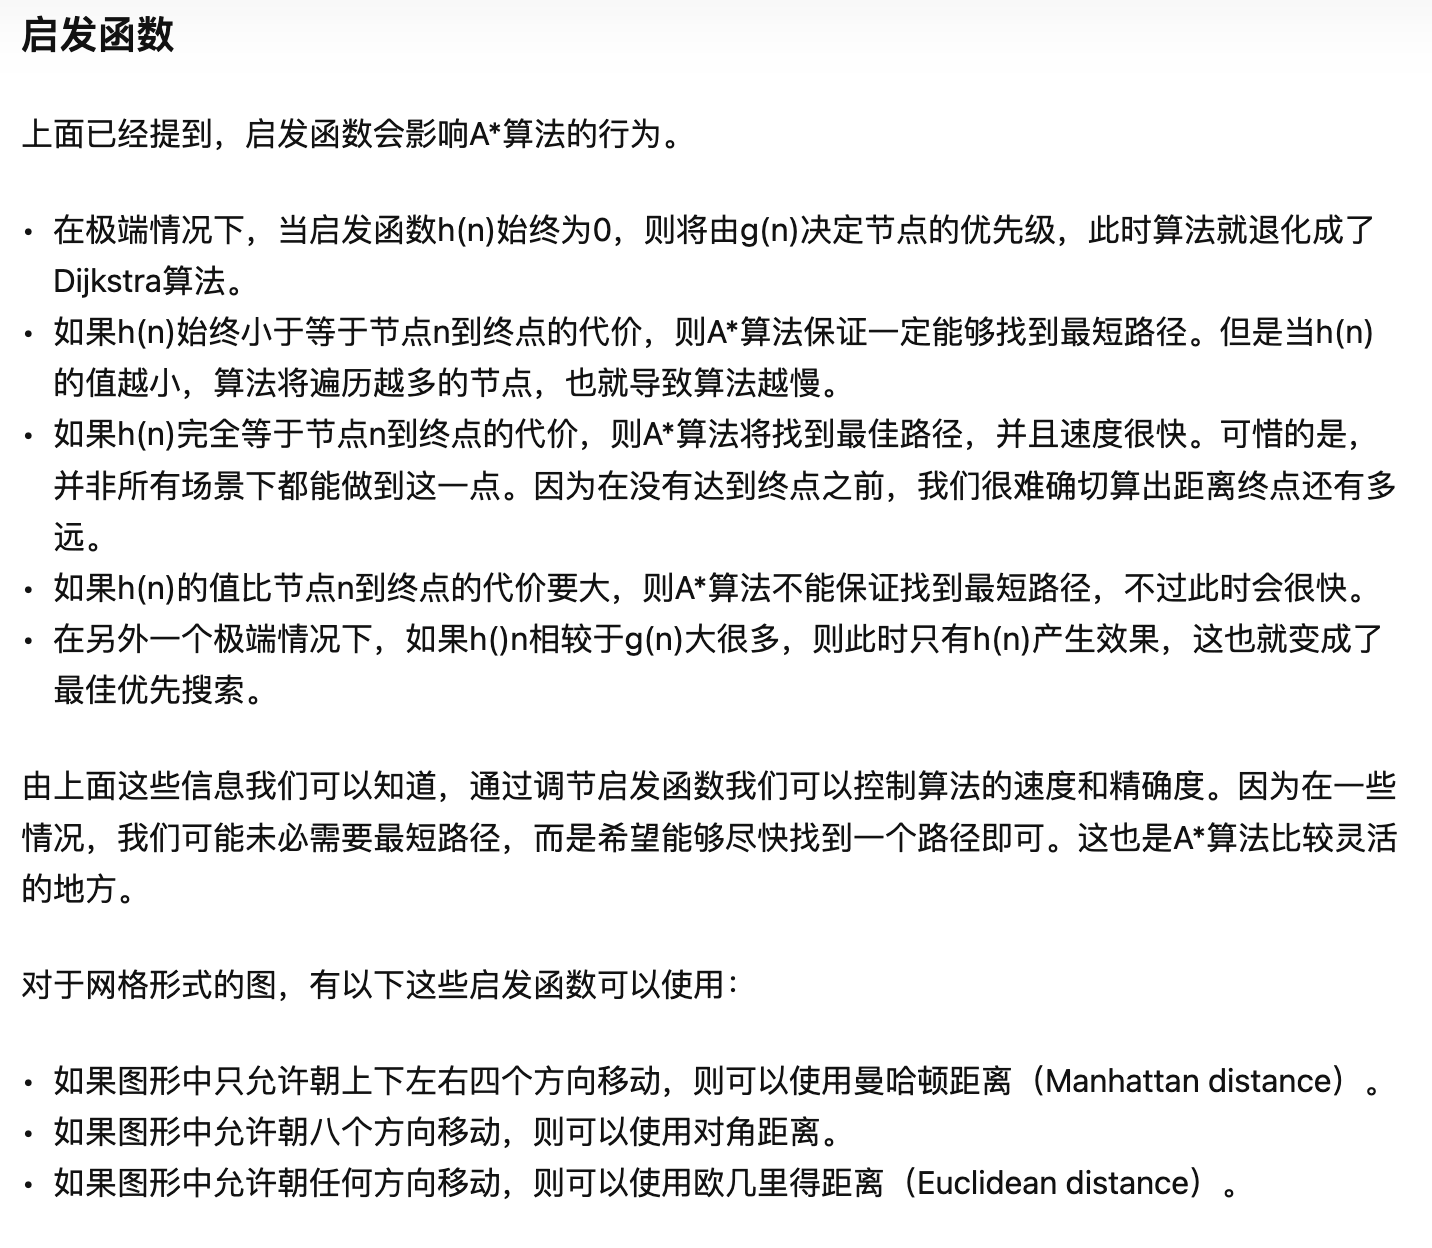 启发函数
上面已经提到，启发函数会影响A*算法的行为。
• 在极端情况下，当启发函数h(n)始终为0，则将由g(n)决定节点的优先级，此时算法就退化成了
Dijkstra算法。
• 如果h(n)始终小于等于节点n到终点的代价，则A*算法保证一定能够找到最短路径。但是当h(n)
的值越小，算法将遍历越多的节点，也就导致算法越慢。
• 如果h(n)完全等于节点n到终点的代价，则A*算法将找到最佳路径，并且速度很快。可惜的是，
并非所有场景下都能做到这一点。因为在没有达到终点之前，我们很难确切算出距离终点还有多
远。
• 如果h(n)的值比节点n到终点的代价要大，则A*算法不能保证找到最短路径，不过此时会很快。
• 在另外一个极端情况下，如果h()n相较于g(n)大很多，则此时只有h(n)产生效果，这也就变成了
最佳优先搜索。
由上面这些信息我们可以知道，通过调节启发函数我们可以控制算法的速度和精确度。因为在一些
情况，我们可能未必需要最短路径，而是希望能够尽快找到一个路径即可。这也是A*算法比较灵活
的地方。
对于网格形式的图，有以下这些启发函数可以使用：
• 如果图形中只允许朝上下左右四个方向移动，则可以使用曼哈顿距离（Manhattan distance）。
• 如果图形中允许朝八个方向移动，则可以使用对角距离。
• 如果图形中允许朝任何方向移动，则可以使用欧几里得距离（Euclidean distance）。